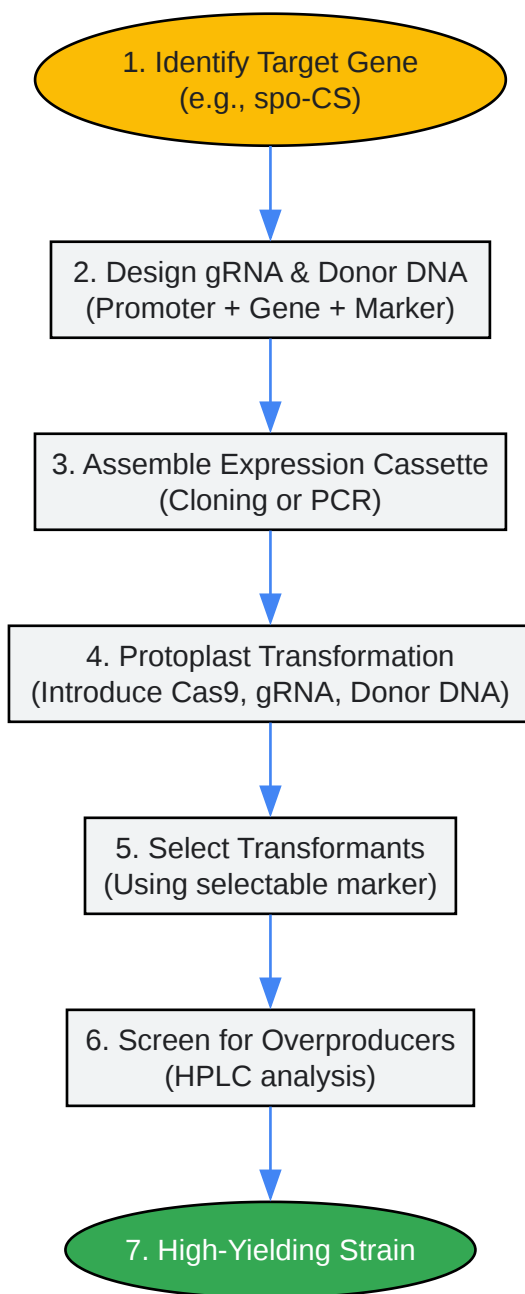 1. Identify Target Gene
(e.g., spo-CS)
2. Design gRNA & Donor DNA
(Promoter + Gene + Marker)
3. Assemble Expression Cassette
(Cloning or PCR)
4. Protoplast Transformation
(Introduce Cas9, gRNA, Donor DNA)
5. Select Transformants
(Using selectable marker)
6. Screen for Overproducers
(HPLC analysis)
7. High-Yielding Strain